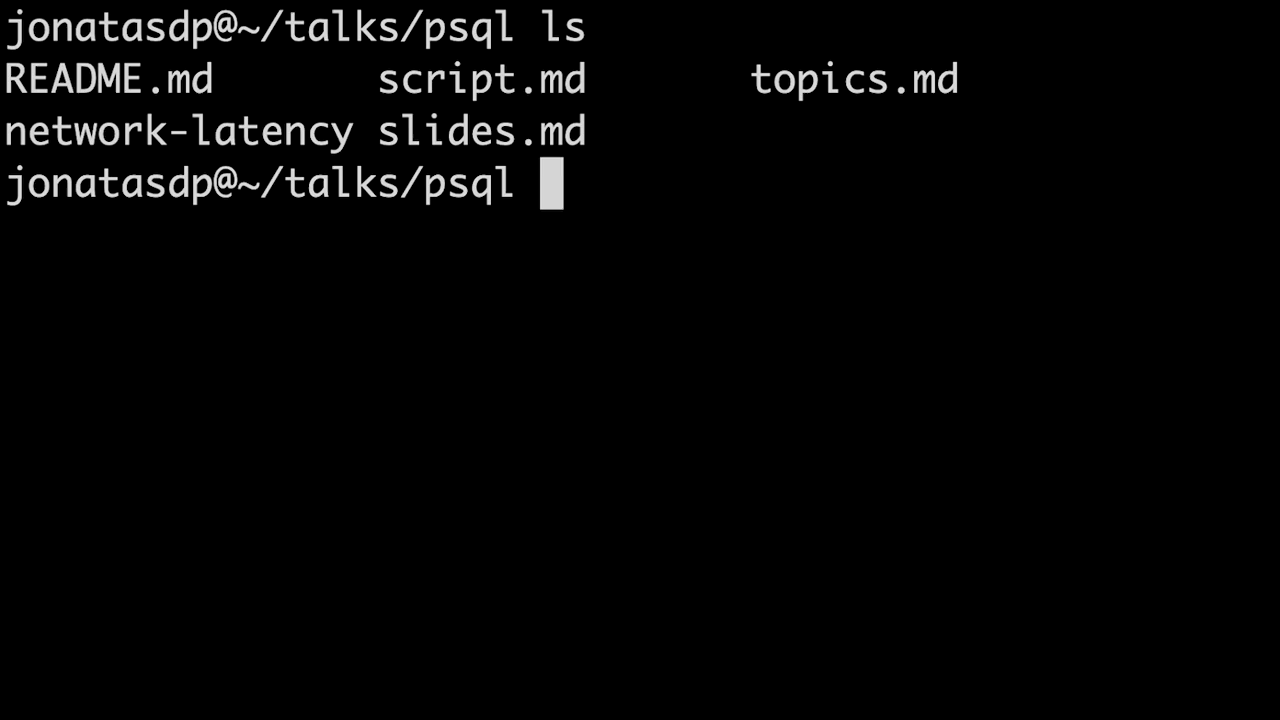 jonatasdp@~/talks/psql ls
README.md       script.md       topics.md
network-latency slides.md
jonatasdp@~/talks/psql